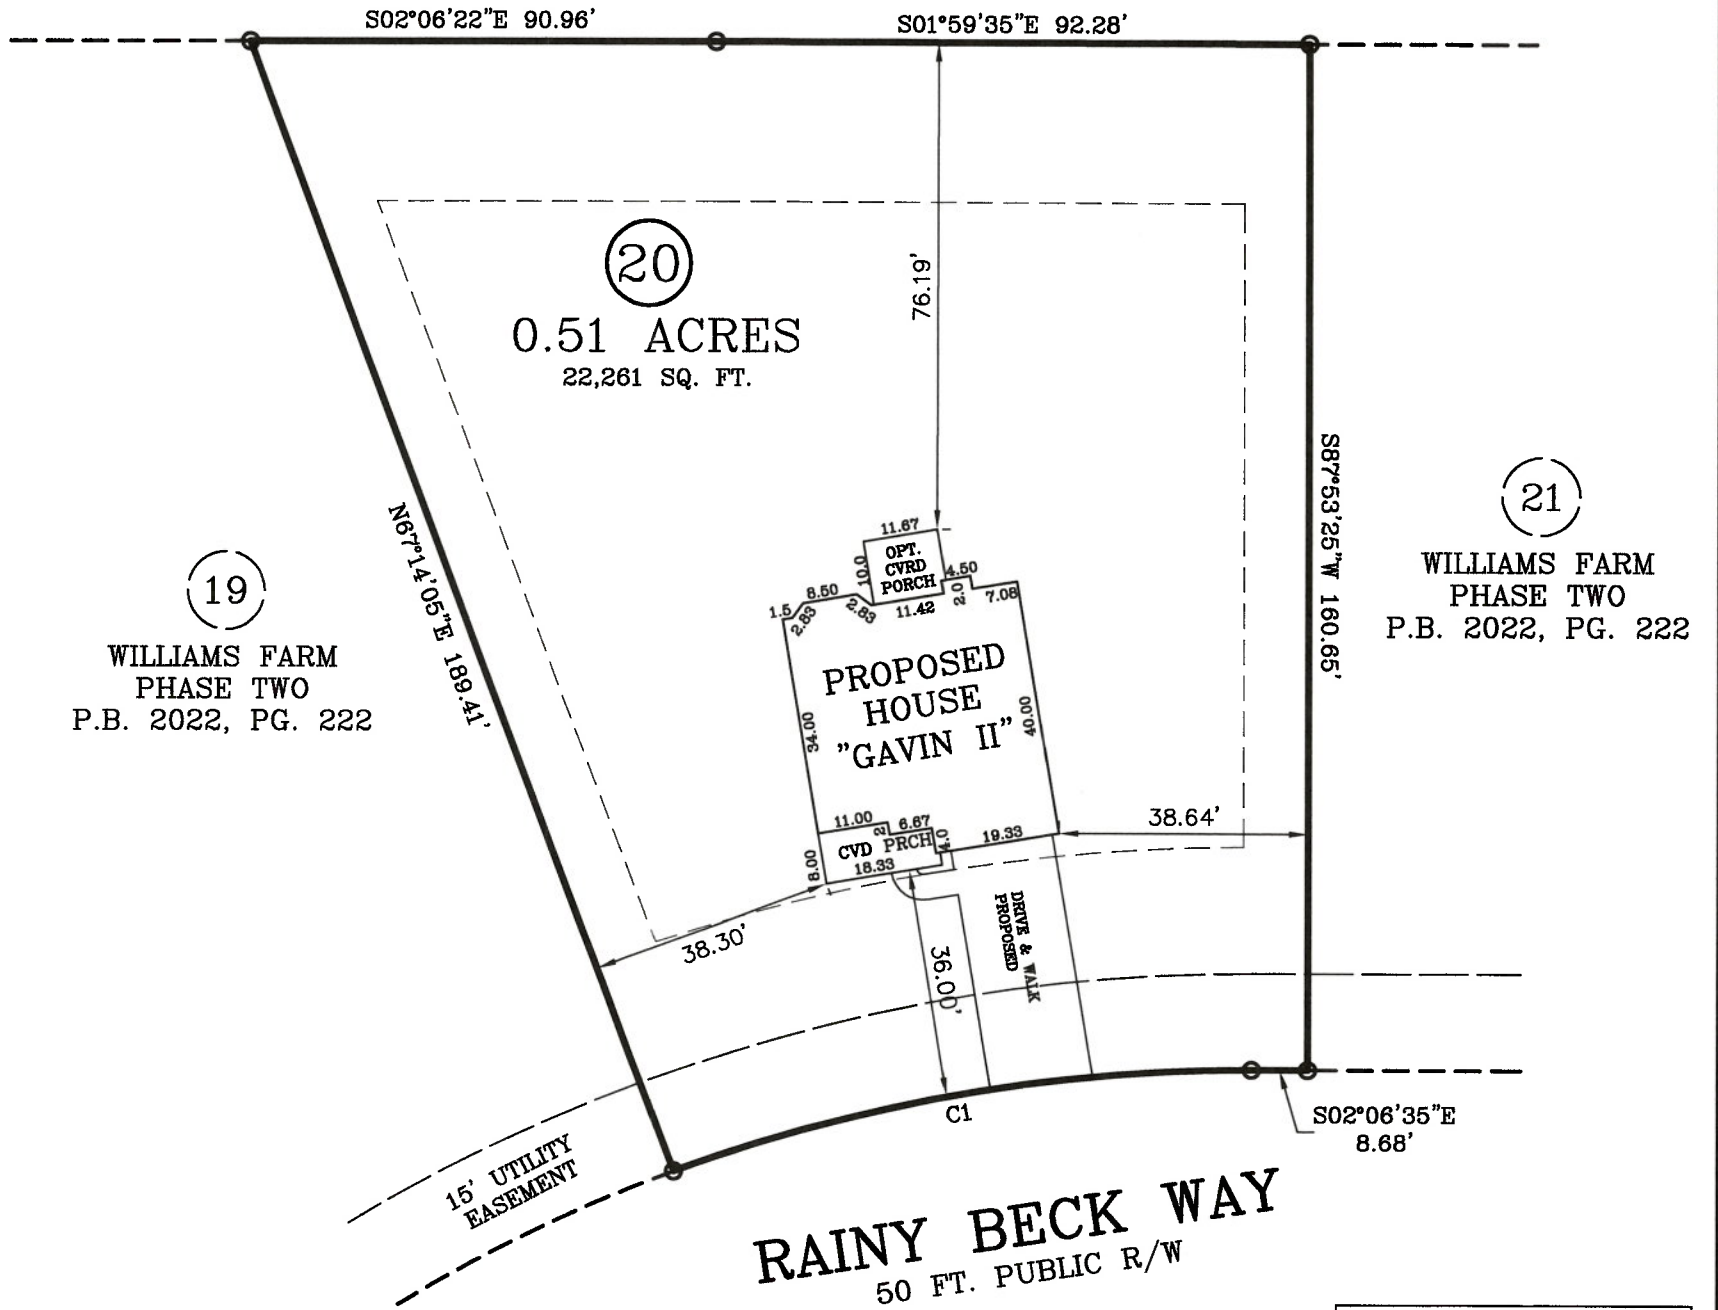 S02°06'22"E 90.96'
S01°59'35"E 92.28'
20
0.51 ACRES
22,261 SQ. FT.
76.19'
N67°14'05"E 189.41'
S87°53'25"W 160.65'
19
WILLIAMS FARM
PHASE TWO
P.B. 2022, PG. 222
21
WILLIAMS FARM
PHASE TWO
P.B. 2022, PG. 222
11.67
OPT.
CVRD
PORCH
10.0
4.50
2.0
7.08
8.50
1.5
2.83
2.83
11.42
PROPOSED
HOUSE
"GAVIN II"
34.00
40.00
11.00
2
6.67
4.0
19.33
CVD PRCH
8.00
18.33
38.64'
38.30'
36.00'
DRIVE & WALK
PROPOSED
C1
S02°06'35"E
8.68'
15' UTILITY
EASEMENT
RAINY BECK WAY
50 FT. PUBLIC R/W